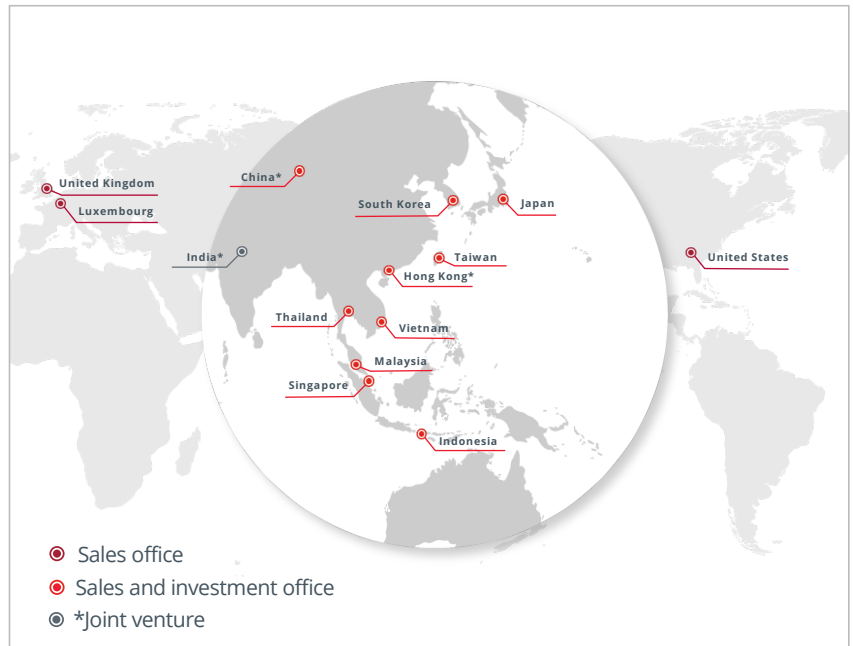 China*
United Kingdom
South Korea
Japan
Luxembourg
India*
Taiwan
United States
Hong Kong*
Thailand
Vietnam
Malaysia
Singapore
Indonesia
Sales office
Sales and investment office
*Joint venture